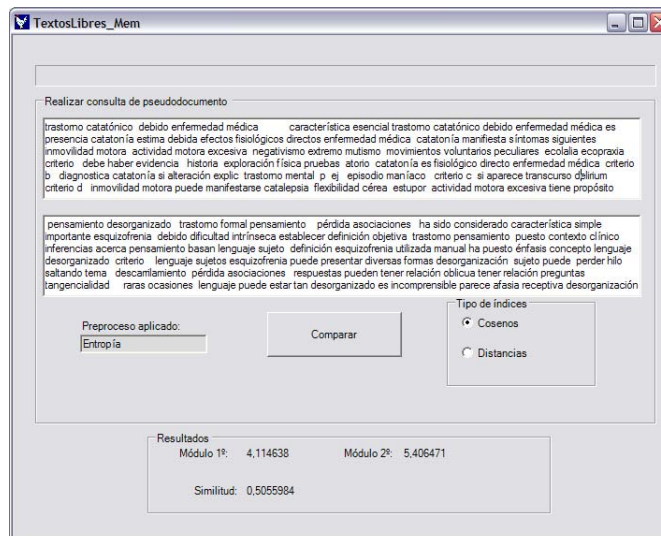 TextosLibres_Mem
Realizar consulta de pseudodocumento
trastorno catatónico debido enfermedad médica característica esencial trastorno catatónico debido enfermedad médica es
presencia catatonía estima debida efectos fisiológicos directos enfermedad médica catatonía manifiesta síntomas siguientes
inmovilidad motora actividad motora excesiva negativismo extremo mutismo movimientos voluntarios peculiares ecolalia ecopraxia
criterio debe haber evidencia historia exploración física pruebas atorio catatonía es fisiológico directo enfermedad médica criterio
b diagnostica catatonía si alteración explic trastorno mental p ej episodio maníaco criterio c si aparece transcurso delirium
criterio d inmovilidad motora puede manifestarse catalepsia flexibilidad cérea estupor actividad motora excesiva tiene propósito
pensamiento desorganizado trastorno formal pensamiento pérdida asociaciones ha sido considerado característica simple
importante esquizofrenia debido dificultad intrínseca establecer definición objetiva trastorno pensamiento puesto contexto clínico
inferencias acerca pensamiento basan lenguaje sujeto definición esquizofrenia utilizada manual ha puesto énfasis concepto lenguaje
desorganizado criterio lenguaje sujetos esquizofrenia puede presentar diversas formas desorganización sujeto puede perder hilo
saltando tema descarrilamiento pérdida asociaciones respuestas pueden tener relación oblicua tener relación preguntas
tangencialidad raras ocasiones lenguaje puede estar tan desorganizado es incomprensible parece afasia receptiva desorganización
Preproceso aplicado:
Entropía
Comparar
Tipo de índices
Cosenos
Distancias
Resultados
Módulo 1º: 4,114638 Módulo 2º: 5,406471
Similitud: 0,5055984